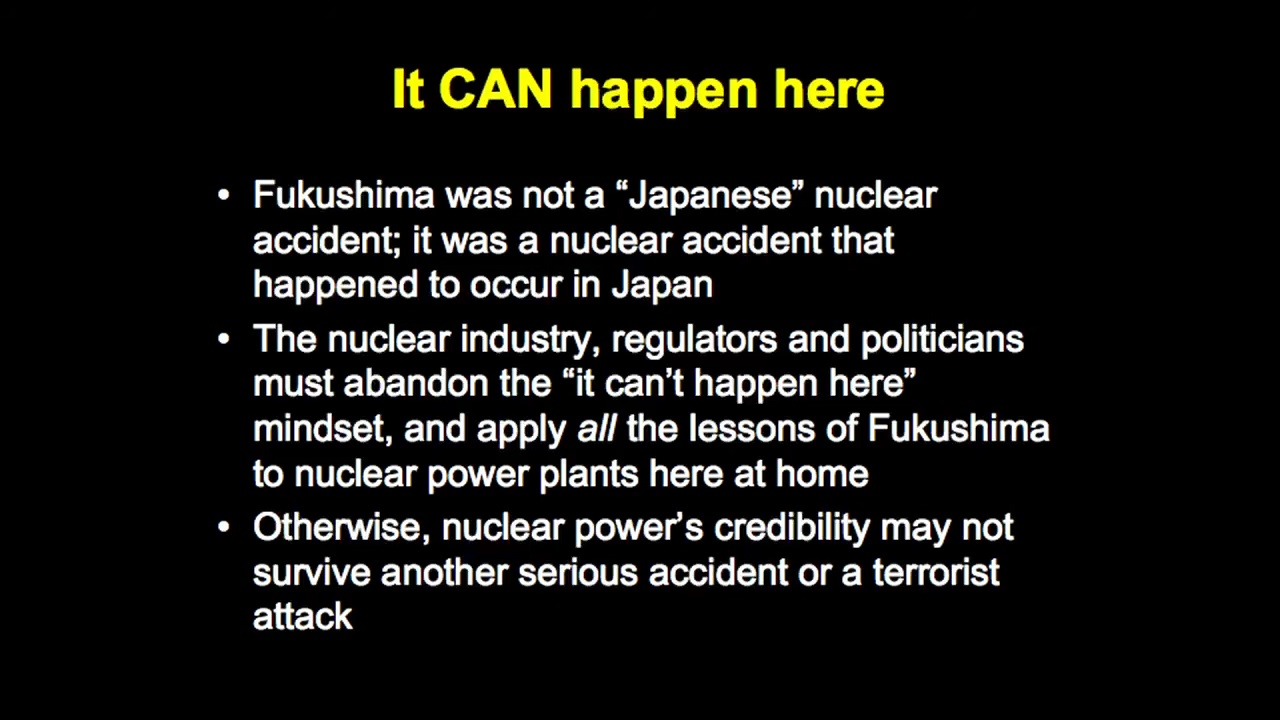 It CAN happen here
• Fukushima was not a “Japanese” nuclear
accident; it was a nuclear accident that
happened to occur in Japan
• The nuclear industry, regulators and politicians
must abandon the “it can’t happen here”
mindset, and apply all the lessons of Fukushima
to nuclear power plants here at home
• Otherwise, nuclear power’s credibility may not
survive another serious accident or a terrorist
attack